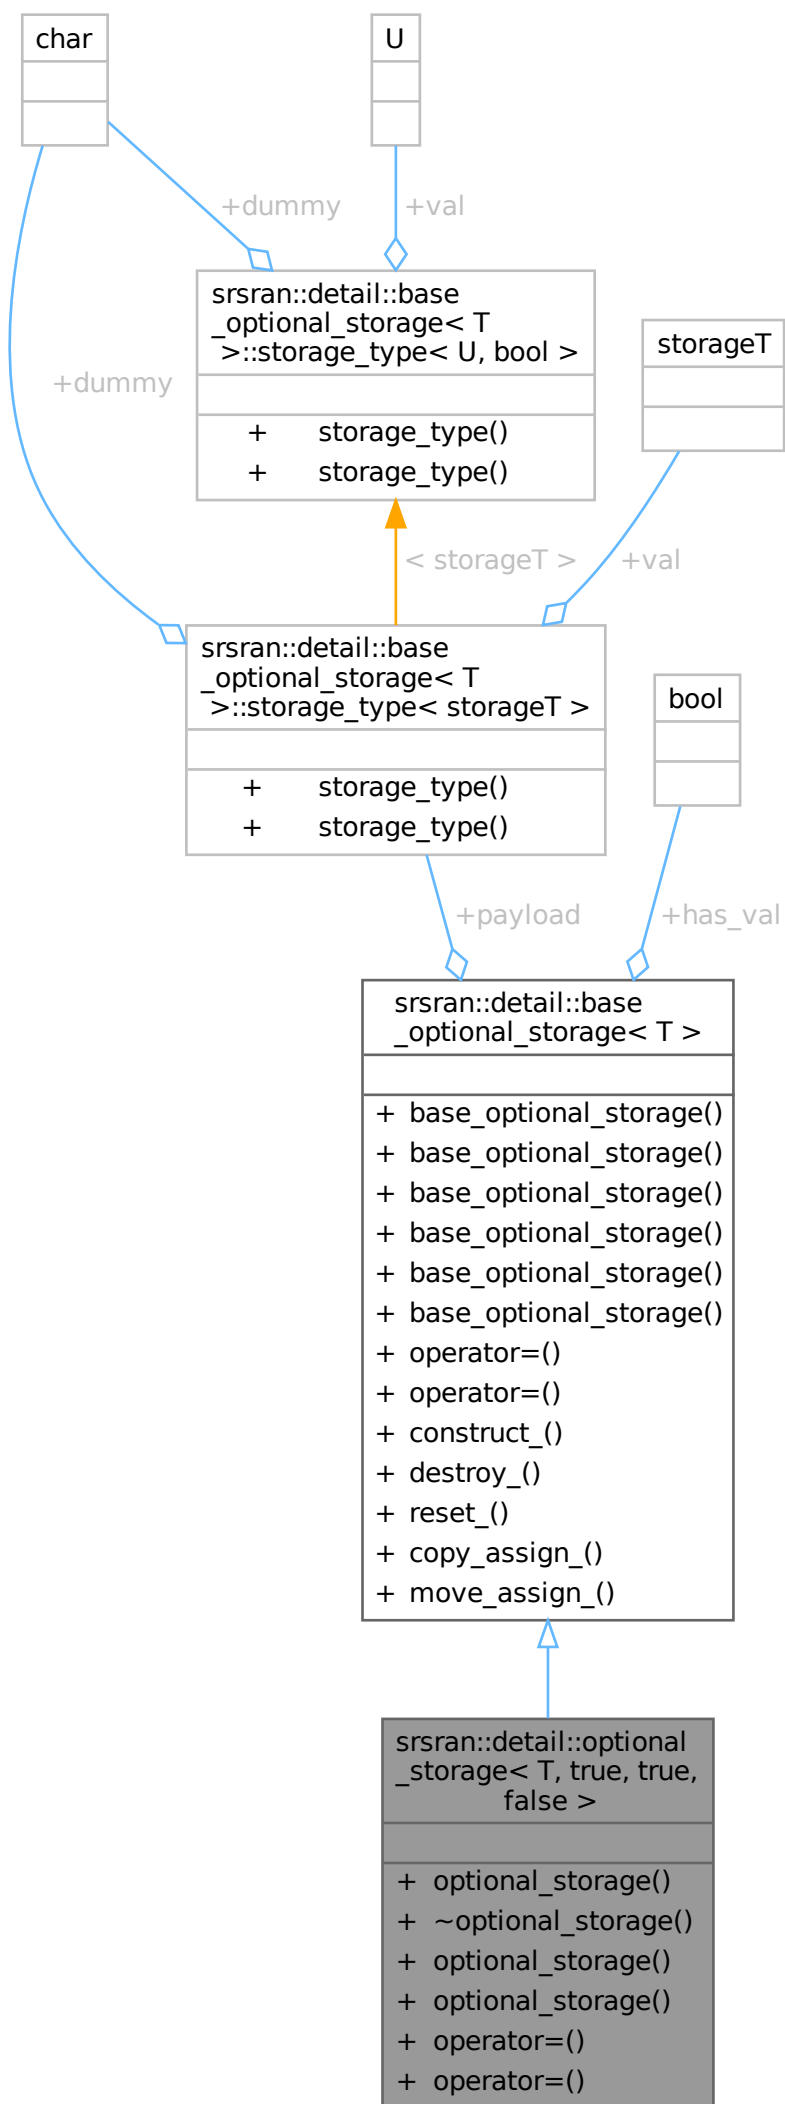 char
U
+dummy
+val
srsran::detail::base
_optional_storage< T
>::storage_type< U, bool >
+ storage_type()
+ storage_type()
storageT
+dummy
< storageT >
+val
srsran::detail::base
_optional_storage< T
>::storage_type< storageT >
+ storage_type()
+ storage_type()
bool
+payload
+has_val
srsran::detail::base
_optional_storage< T >
+ base_optional_storage()
+ base_optional_storage()
+ base_optional_storage()
+ base_optional_storage()
+ base_optional_storage()
+ base_optional_storage()
+ operator=()
+ operator=()
+ construct_()
+ destroy_()
+ reset_()
+ copy_assign_()
+ move_assign_()
srsran::detail::optional
_storage< T, true, true,
false >
+ optional_storage()
+ ~optional_storage()
+ optional_storage()
+ optional_storage()
+ operator=()
+ operator=()